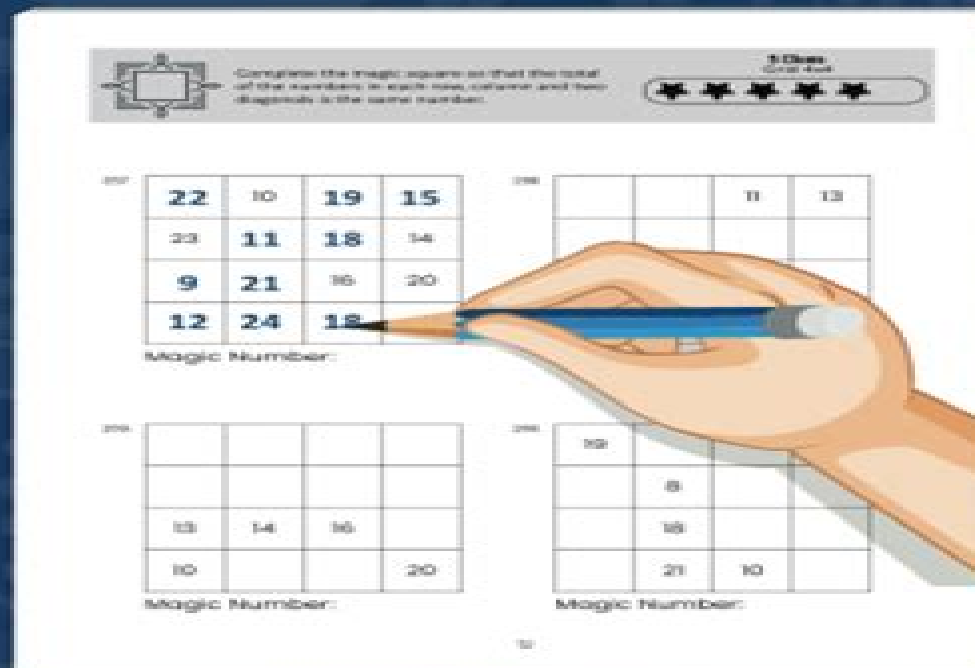 Complete the magic square so that the total
of the numbers in each row, column and two
diagonals is the same number.
Grid 4x4
22 10 19 15
23 11 18 14
9 21 16 20
12 24 18
Magic Number:
11 13
13 14 16
10 20
Magic Number:
19
8
18
21 10
Magic Number: